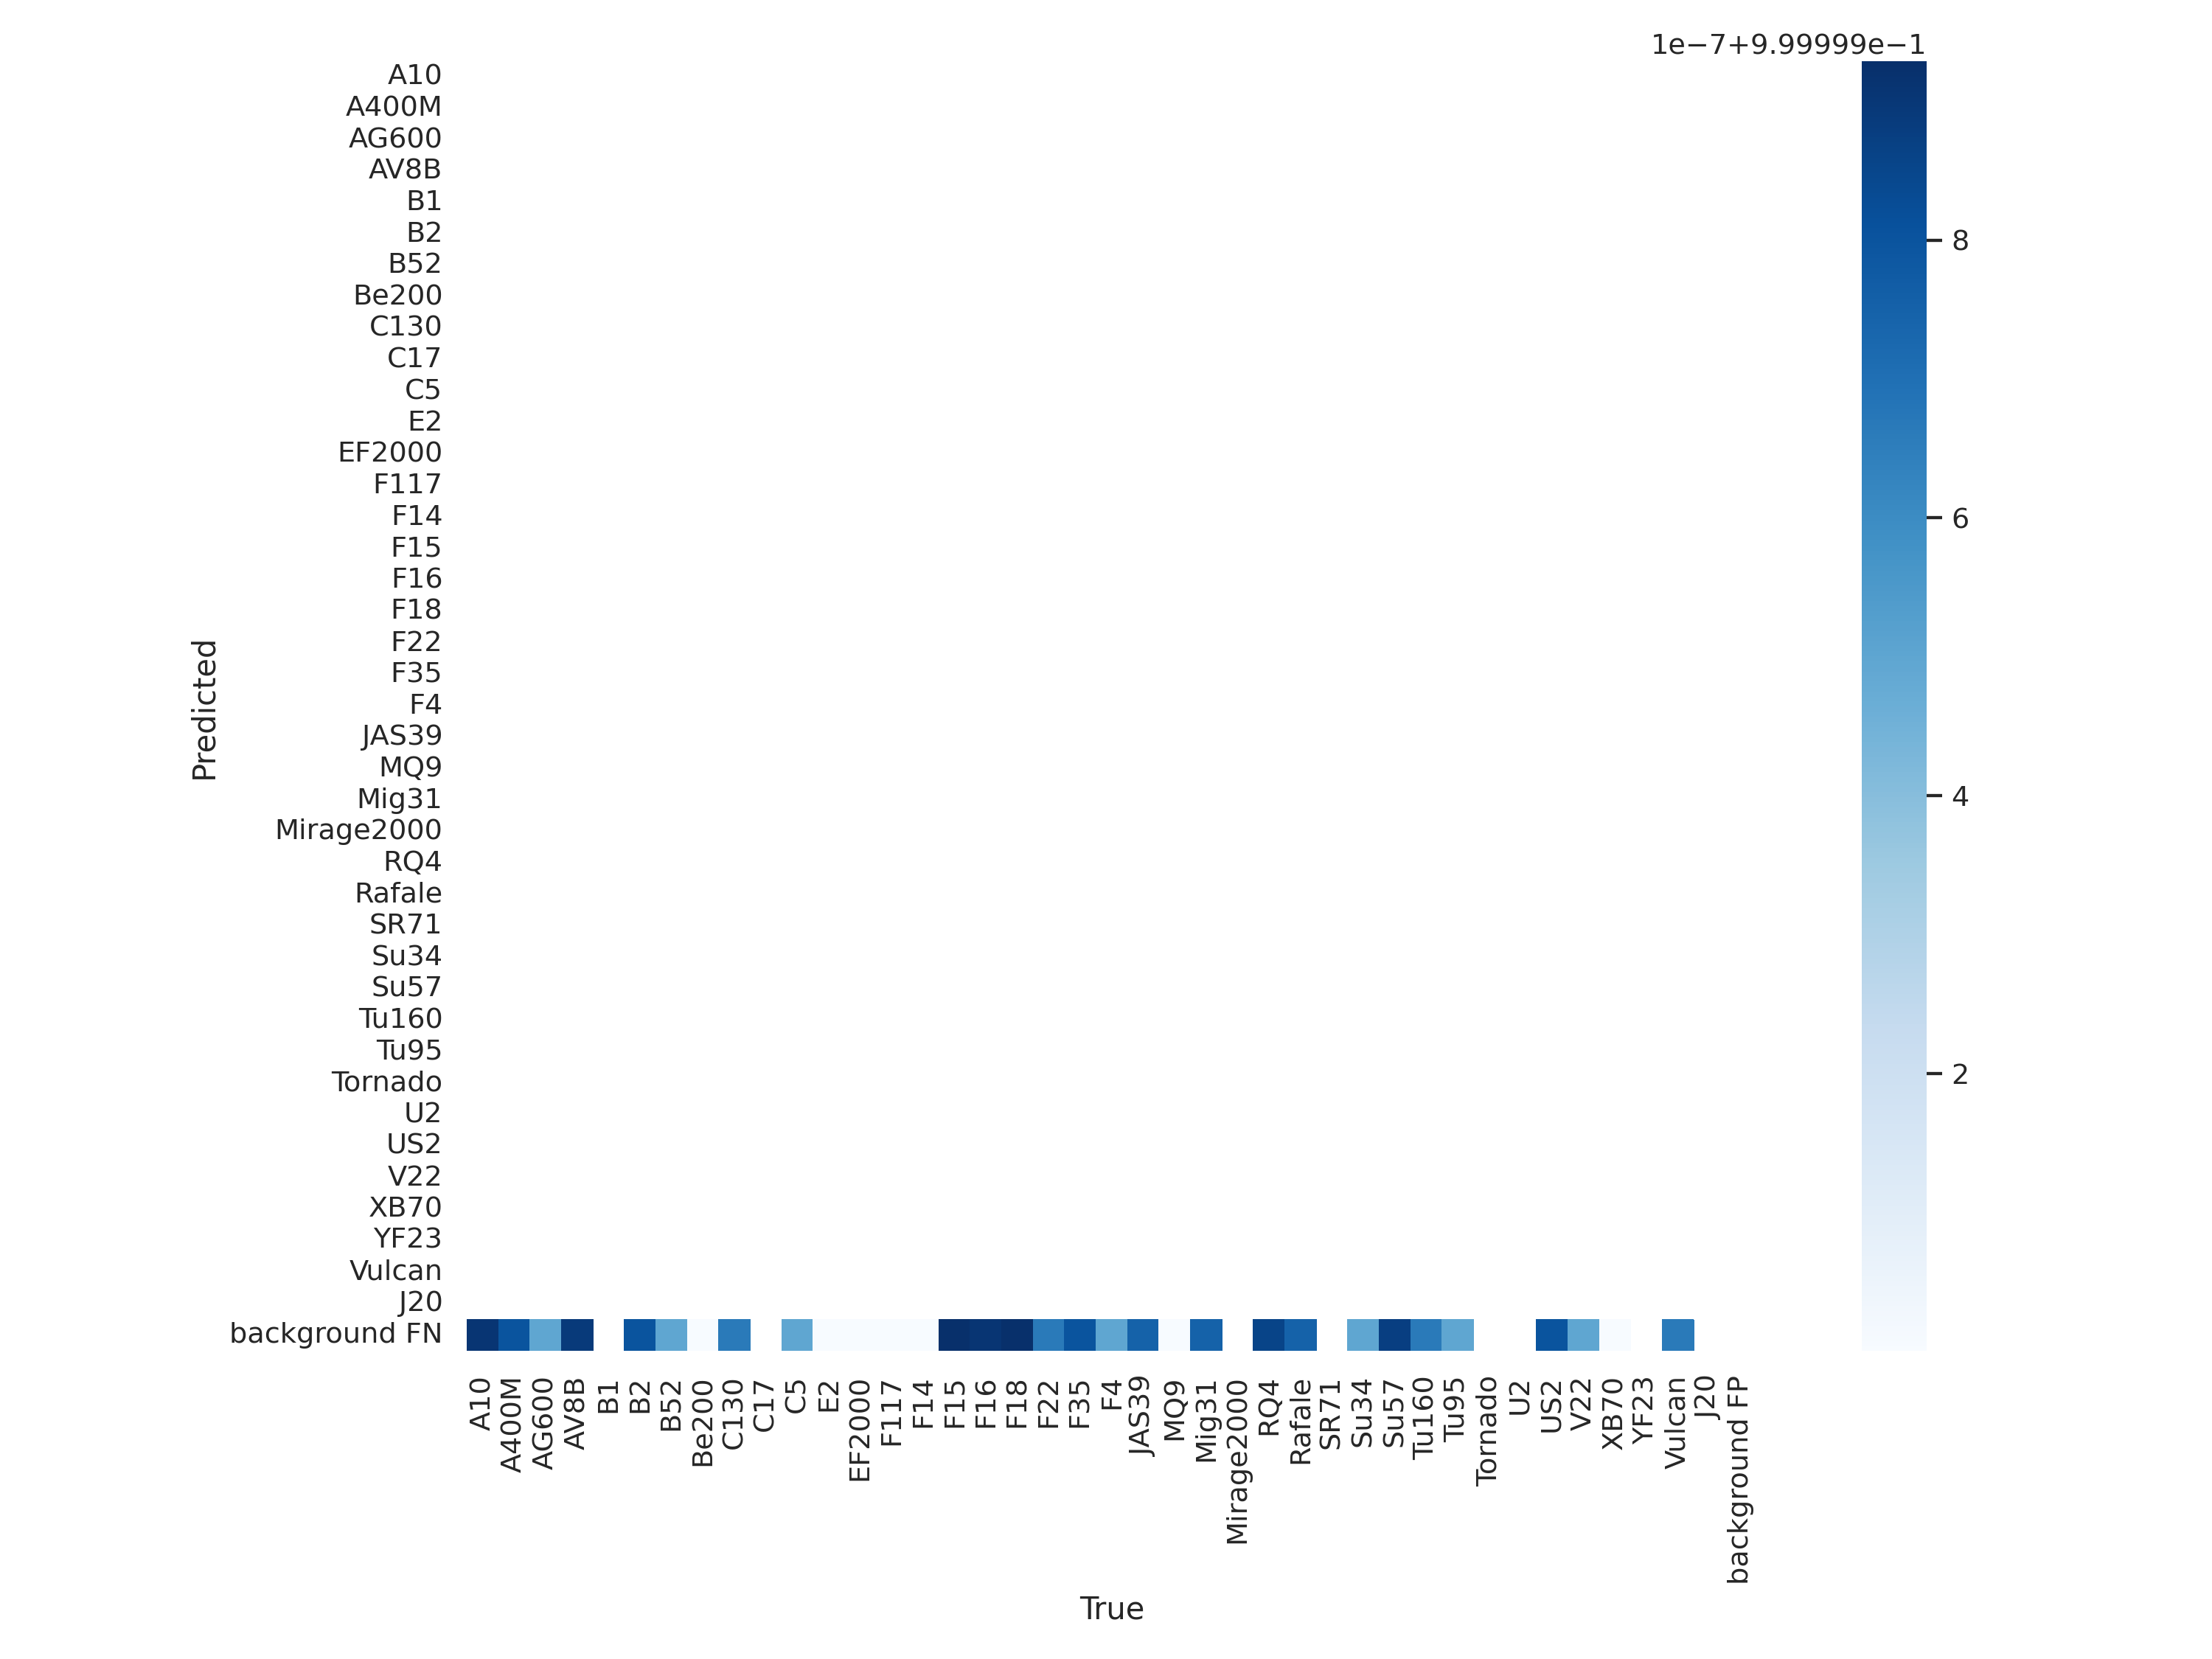 1e−7+9.99999e−1
A10
A400M
AG600
AV8B
B1
B2
B52
Be200
C130
C17
C5
E2
EF2000
F117
F14
F15
F16
F18
F22
F35
F4
JAS39
MQ9
Mig31
Mirage2000
RQ4
Rafale
SR71
Su34
Su57
Tu160
Tu95
Tornado
U2
US2
V22
XB70
YF23
Vulcan
J20
background FN
Predicted
8
6
4
2
A10
A400M
AG600
AV8B
B1
B2
B52
Be200
C130
C17
C5
E2
EF2000
F117
F14
F15
F16
F18
F22
F35
F4
JAS39
MQ9
Mig31
Mirage2000
RQ4
Rafale
SR71
Su34
Su57
Tu160
Tu95
Tornado
U2
US2
V22
XB70
YF23
Vulcan
J20
background FP
True